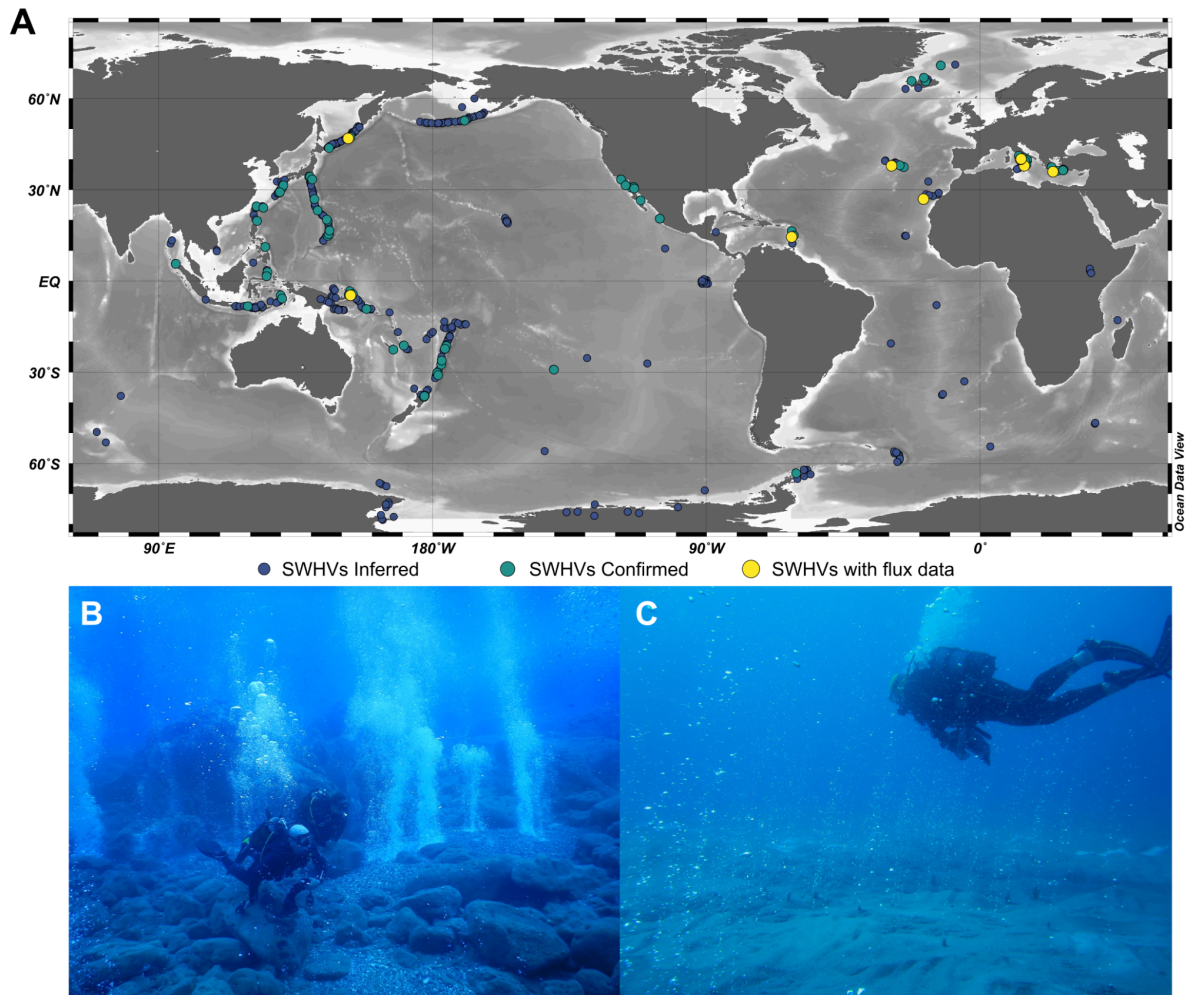 A
60°N
30°N
EQ
30°S
60°S
90°E
180°W
90°W
0°
Ocean Data View
SWHVs Inferred
SWHVs Confirmed
SWHVs with flux data
B
C